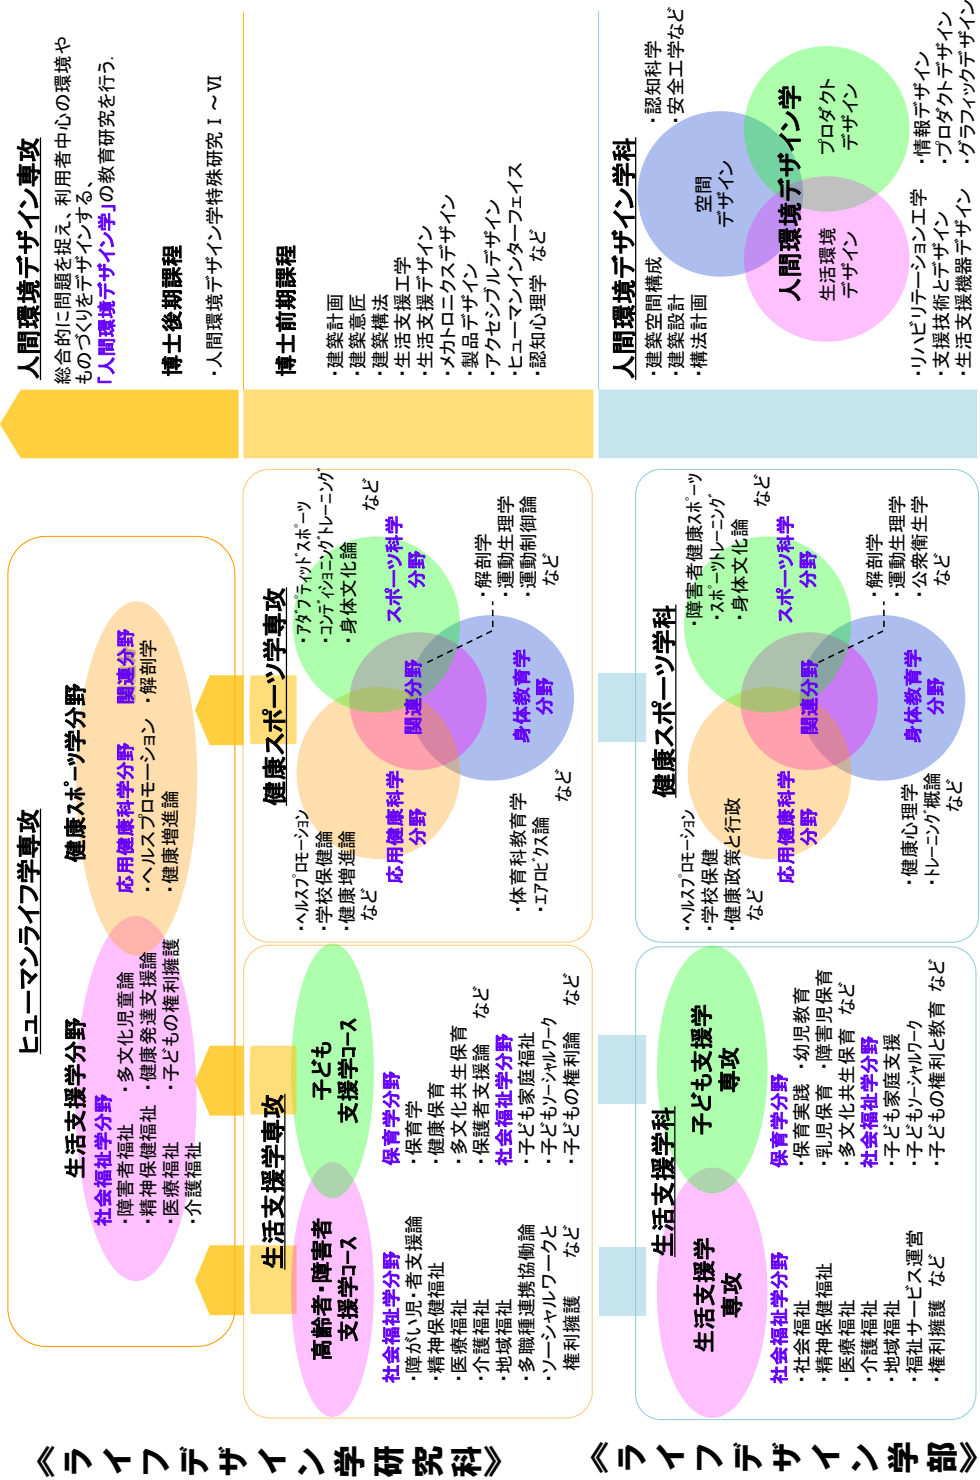 《ライフデザイン学研究科》
ヒューマンライフ学専攻
生活支援学分野
社会福祉学分野
・障害者福祉
・精神保健福祉
・医療福祉
・介護福祉
・多文化児童論
・健康発達支援論
・子どもの権利擁護
健康スポーツ学分野
応用健康科学分野
・ヘルスプロモーション
・健康増進論
関連分野
・解剖学
人間環境デザイン専攻
総合的に問題を捉え、利用者中心の環境や
ものづくりをデザインする、
「人間環境デザイン学」の教育研究を行う.
博士後期課程
・人間環境デザイン学特殊研究Ⅰ～Ⅵ
生活支援学専攻
高齢者・障害者
支援学コース
社会福祉学分野
・障がい児・者支援論
・精神保健福祉
・医療福祉
・介護福祉
・地域福祉
・多職種連携協働論
・ソーシャルワークと
権利擁護　など
子ども
支援学コース
保育学分野
・保育学
・健康保育
・多文化共生保育
・保護者支援論　など
社会福祉学分野
・子ども家庭福祉
・子どもソーシャルワーク
・子どもの権利論　など
健康スポーツ学専攻
・ヘルスプロモーション
・学校保健論
・健康増進論
など
応用健康科学
分野
・アダプティッドスポーツ
・コンディショニングトレーニング
・身体文化論
など
スポーツ科学
分野
関連分野
身体教育学
分野
・体育科教育学
・エアロビクス論
など
・解剖学
・運動生理学
・運動制御論
など
博士前期課程
・建築計画
・建築意匠
・建築構法
・生活支援工学
・生活支援デザイン
・メカトロニクスデザイン
・製品デザイン
・アクセシブルデザイン
・ヒューマンインターフェイス
・認知心理学　など
《ライフデザイン学部》
生活支援学科
生活支援学
専攻
社会福祉学分野
・社会福祉
・精神保健福祉
・医療福祉
・介護福祉
・地域福祉
・福祉サービス運営
・権利擁護　など
子ども支援学
専攻
保育学分野
・保育実践　・幼児教育
・乳児保育　・障害児保育
・多文化共生保育　など
社会福祉学分野
・子ども家庭支援
・子どもソーシャルワーク
・子どもの権利と教育　など
健康スポーツ学科
・ヘルスプロモーション
・学校保健
・健康政策と行政
など
応用健康科学
分野
・障害者健康スポーツ
・スポーツトレーニング
・身体文化論
など
スポーツ科学
分野
関連分野
身体教育学
分野
・健康心理学
・トレーニング概論
など
・解剖学
・運動生理学
・公衆衛生学
など
人間環境デザイン学科
・建築空間構成
・建築設計
・構法計画
・認知科学
・安全工学など
空間
デザイン
人間環境デザイン学
生活環境
デザイン
プロダクト
デザイン
・リハビリテーション工学
・支援技術とデザイン
・生活支援機器デザイン
・情報デザイン
・プロダクトデザイン
・グラフィックデザイン